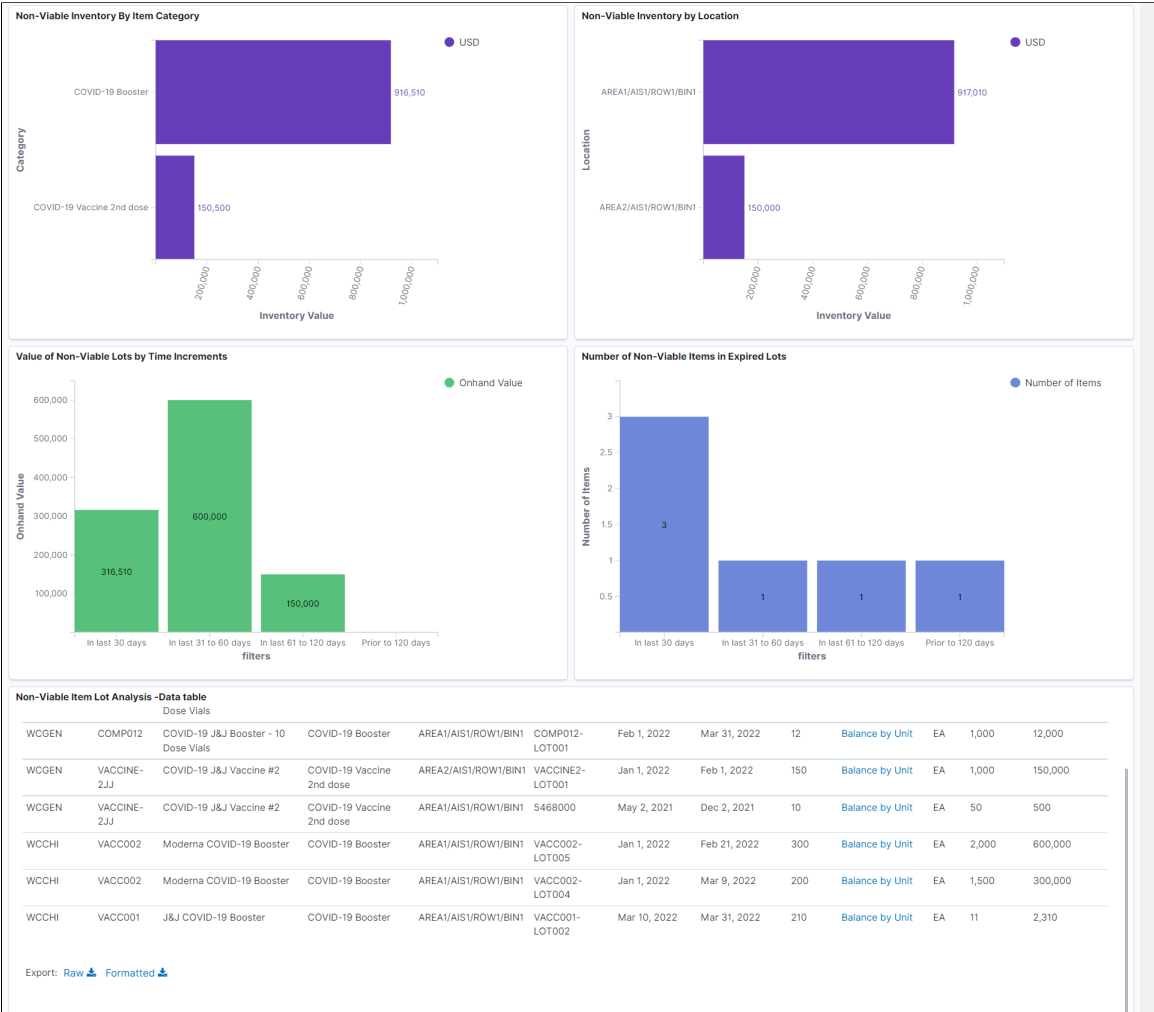 Non-Viable Inventory By Item Category
USD
COVID-19 Booster
916,510
Category
COVID-19 Vaccine 2nd dose
150,500
200,000
400,000
600,000
800,000
1,000,000
Inventory Value
Non-Viable Inventory by Location
USD
AREA1/AIS1/ROW1/BIN1
917,010
Location
AREA2/AIS1/ROW1/BIN1
150,000
200,000
400,000
600,000
800,000
1,000,000
Inventory Value
Value of Non-Viable Lots by Time Increments
Onhand Value
600,000
500,000
400,000
300,000
200,000
100,000
Onhand Value
316,510
600,000
150,000
In last 30 days
In last 31 to 60 days
In last 61 to 120 days
Prior to 120 days
filters
Number of Non-Viable Items in Expired Lots
Number of Items
3
2.5
2
1.5
1
0.5
Number of Items
3
1
1
1
In last 30 days
In last 31 to 60 days
In last 61 to 120 days
Prior to 120 days
filters
Non-Viable Item Lot Analysis -Data table
Dose Vials
WCGEN COMP012 COVID-19 J&J Booster - 10 COVID-19 Booster AREA1/AIS1/ROW1/BIN1 COMP012- Feb 1, 2022 Mar 31, 2022 12 Balance by Unit EA 1,000 12,000
Dose Vials LOT001
WCGEN VACCINE- COVID-19 J&J Vaccine #2 COVID-19 Vaccine AREA2/AIS1/ROW1/BIN1 VACCINE2- Jan 1, 2022 Feb 1, 2022 150 Balance by Unit EA 1,000 150,000
2JJ 2nd dose LOT001
WCGEN VACCINE- COVID-19 J&J Vaccine #2 COVID-19 Vaccine AREA1/AIS1/ROW1/BIN1 5468000 May 2, 2021 Dec 2, 2021 10 Balance by Unit EA 50 500
2JJ 2nd dose
WCCHI VACC002 Moderna COVID-19 Booster COVID-19 Booster AREA1/AIS1/ROW1/BIN1 VACC002- Jan 1, 2022 Feb 21, 2022 300 Balance by Unit EA 2,000 600,000
LOT005
WCCHI VACC002 Moderna COVID-19 Booster COVID-19 Booster AREA1/AIS1/ROW1/BIN1 VACC002- Jan 1, 2022 Mar 9, 2022 200 Balance by Unit EA 1,500 300,000
LOT004
WCCHI VACC001 J&J COVID-19 Booster COVID-19 Booster AREA1/AIS1/ROW1/BIN1 VACC001- Mar 10, 2022 Mar 31, 2022 210 Balance by Unit EA 11 2,310
LOT002
Export: Raw Formatted